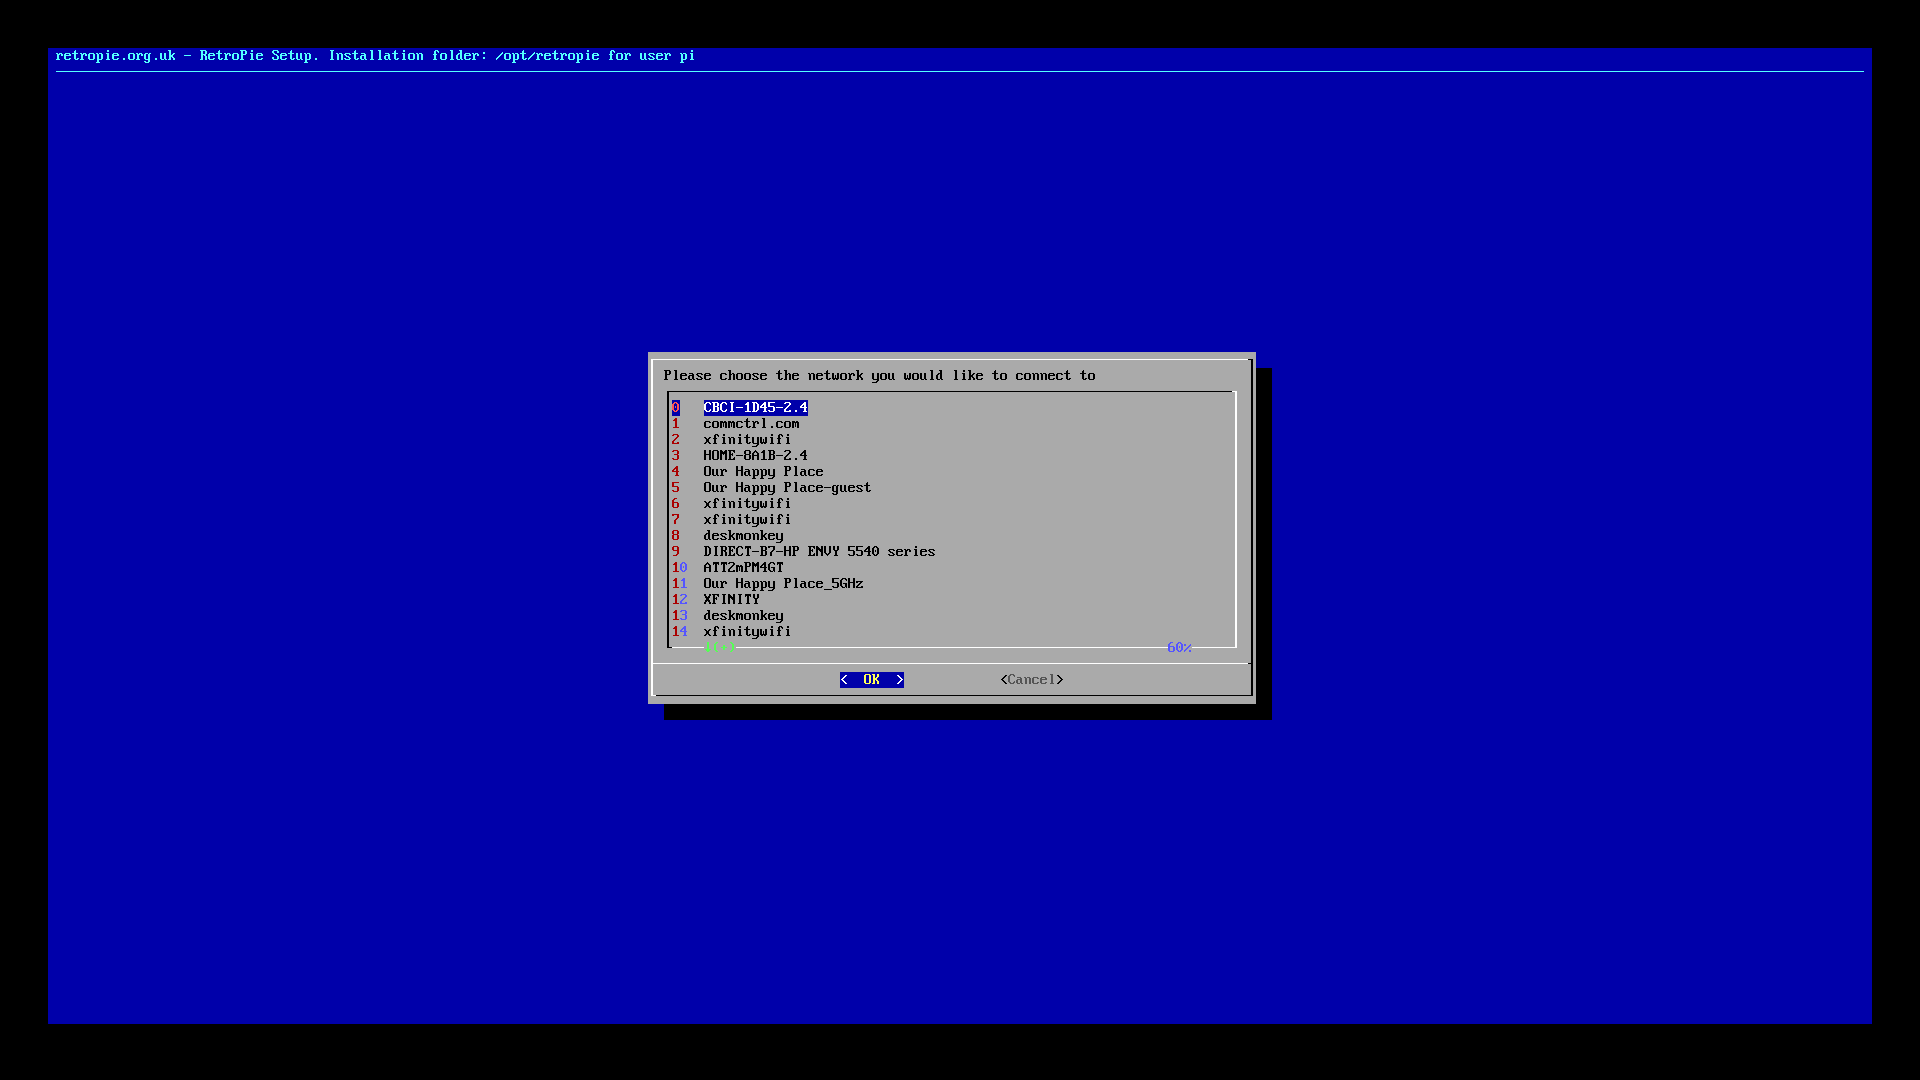 retropie.org.uk - RetroPie Setup. Installation folder: /opt/retropie for user pi
Please choose the network you would like to connect to
0 CBCI-1D45-2.4
1 commctrl.com
2 xfinitywifi
3 HOME-8A1B-2.4
4 Our Happy Place
5 Our Happy Place-guest
6 xfinitywifi
7 xfinitywifi
8 deskmonkey
9 DIRECT-B7-HP ENVY 5540 series
10 ATT2mPM4GT
11 Our Happy Place_5GHz
12 XFINITY
13 deskmonkey
14 xfinitywifi
↓(+) 60%
< OK > <Cancel>